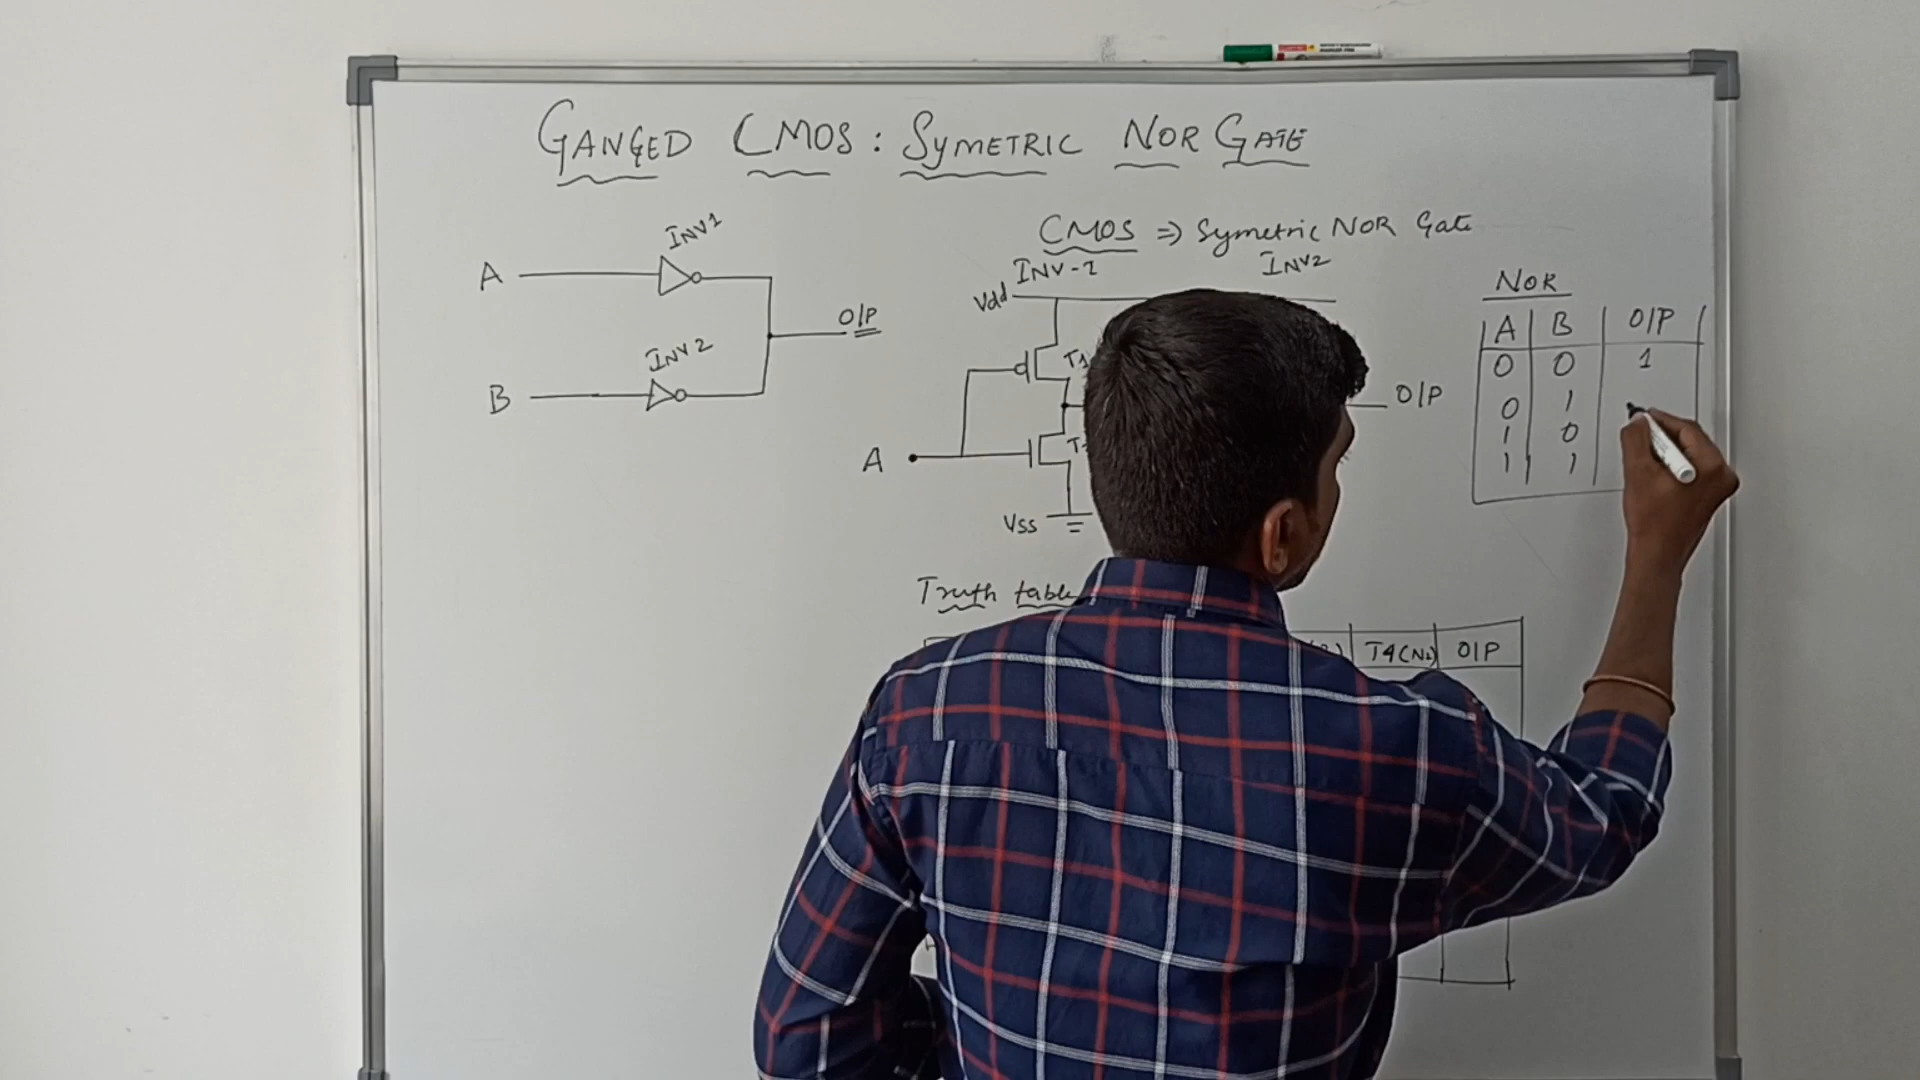 GANGED CMOS : SYMETRIC NOR GATE
INV1
A
O/P
INV2
B
CMOS => Symetric NOR Gate
INV-1 INV2
Vdd
T1
O/P
A
Vss
NOR
A B O/P
0 0 1
0 1
1 0
1 1
Truth table
T4(N2) O/P